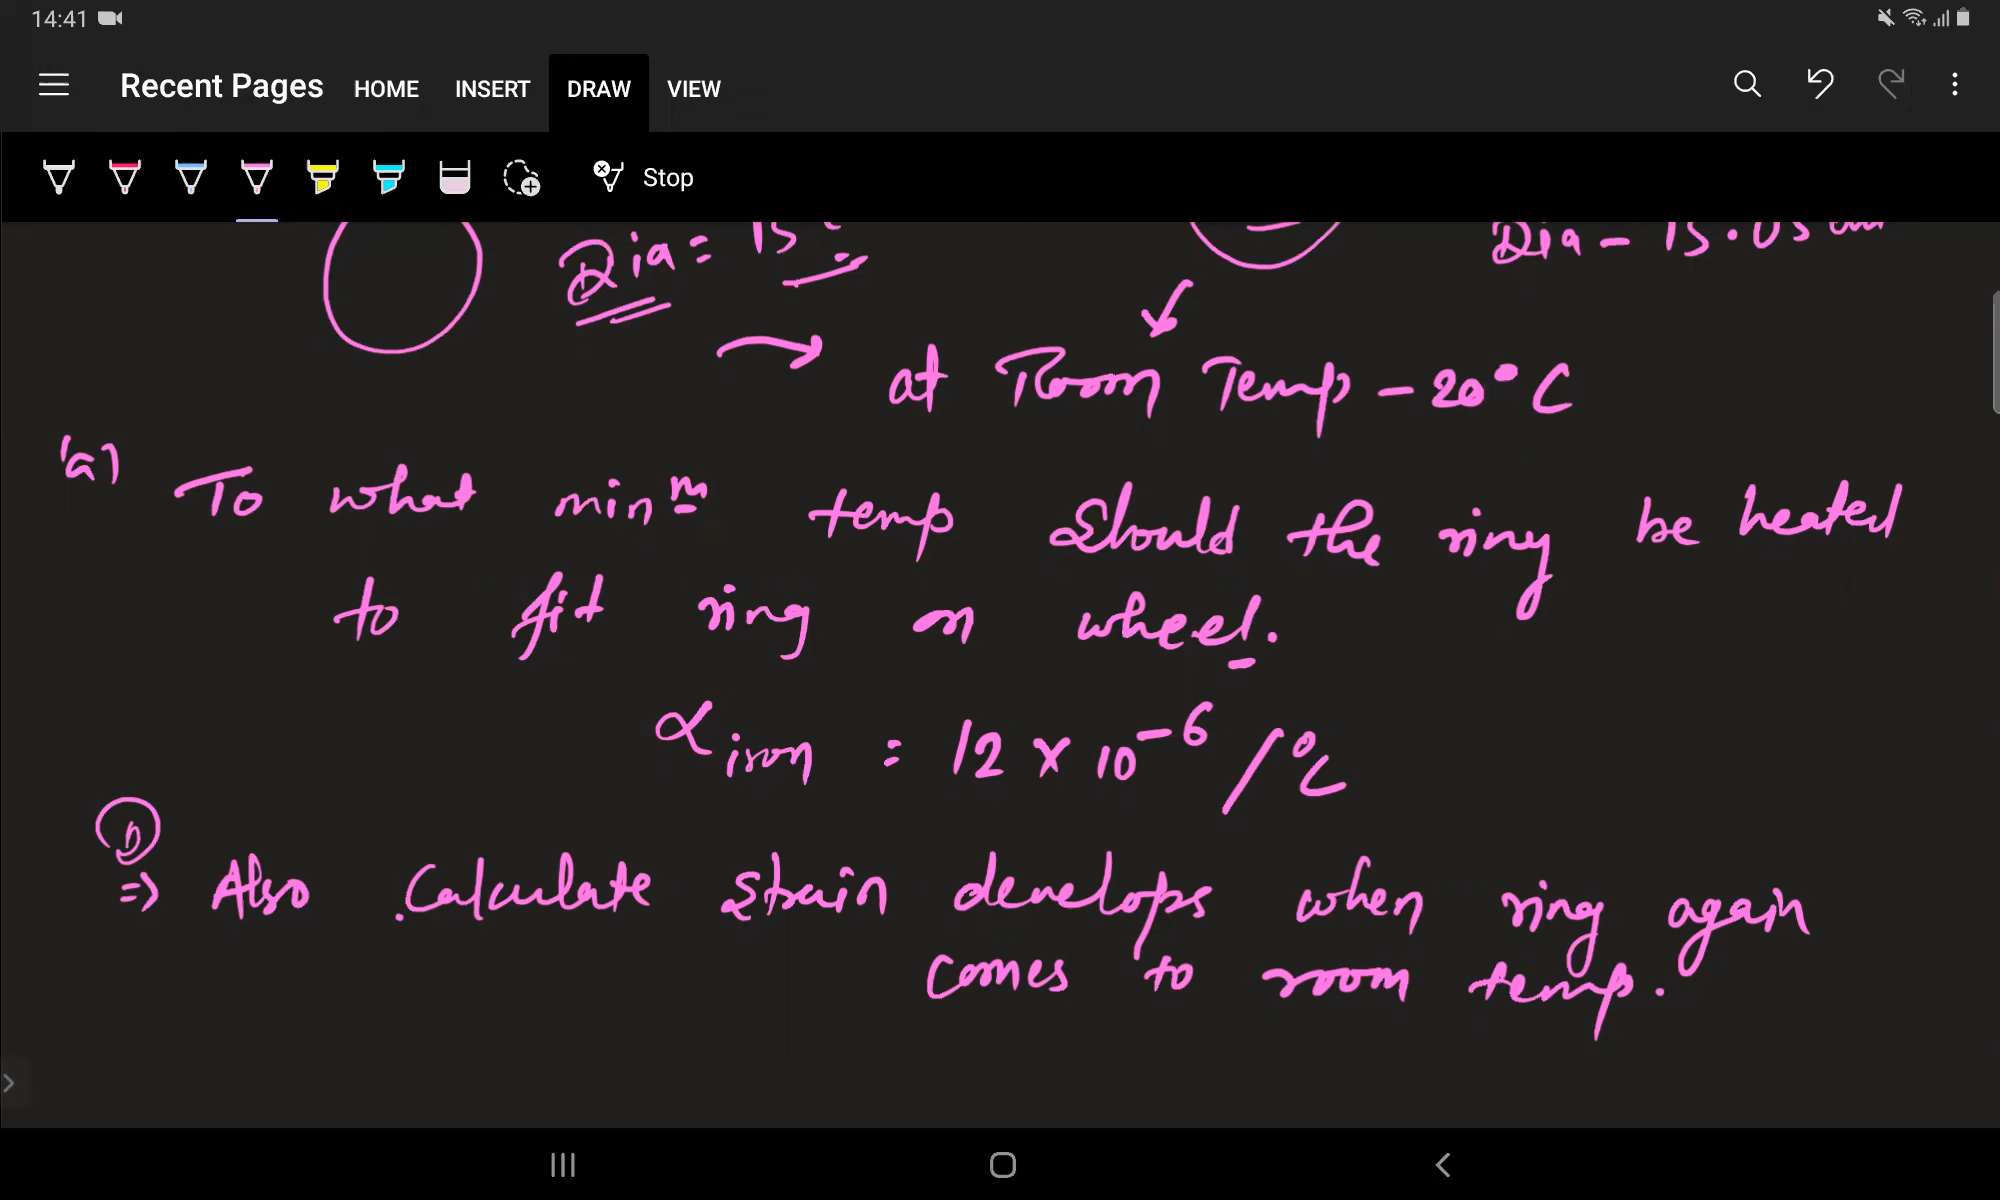 14:41
Recent Pages HOME INSERT DRAW VIEW
Stop
Dia = 15 Dia - 15.05 cm
at Room Temp - 20° C
(a) To what minᵐ temp should the ring be heated
to fit ring on wheel.
α iron = 12 × 10⁻⁶ /°C
(b)
⇒ Also Calculate strain develops when ring again
comes to room temp.